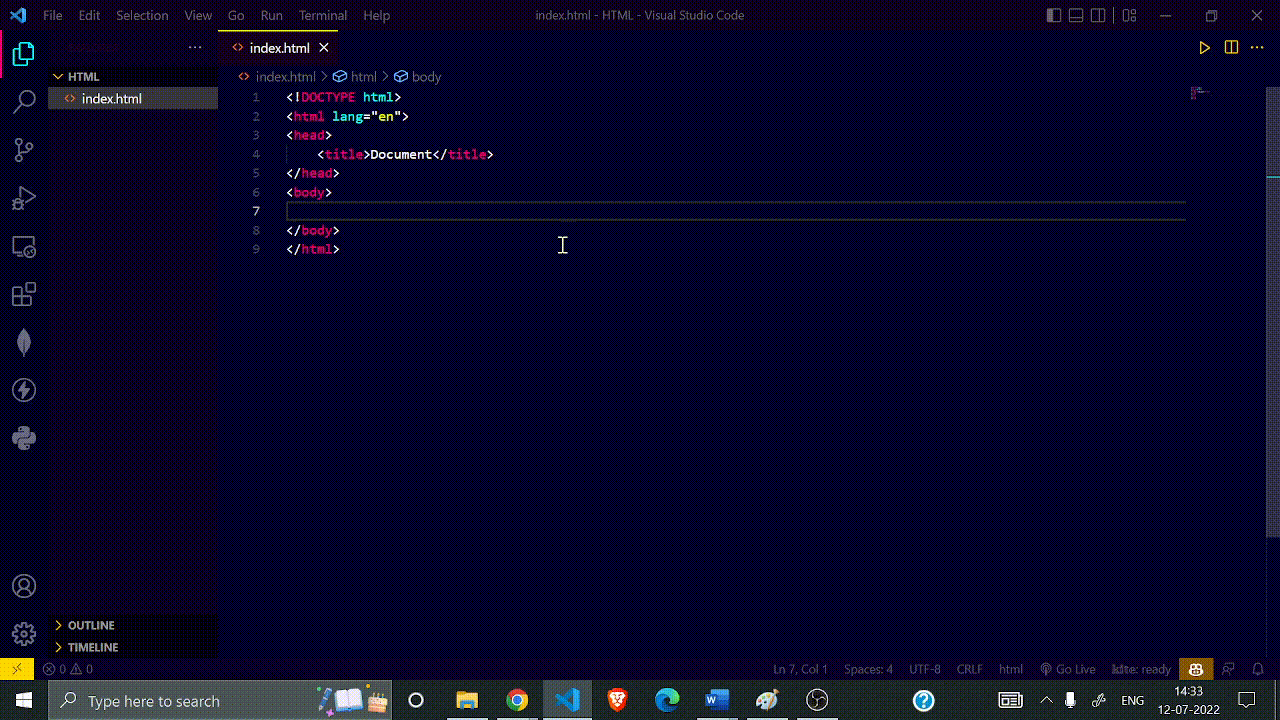 File Edit Selection View Go Run Terminal Help
index.html - HTML - Visual Studio Code
index.html
HTML
index.html
index.html > html > body
1 <!DOCTYPE html>
2 <html lang="en">
3 <head>
4 <title>Document</title>
5 </head>
6 <body>
7
8 </body>
9 </html>
OUTLINE
TIMELINE
0 0
Ln 7, Col 1 Spaces: 4 UTF-8 CRLF html Go Live kite: ready
Type here to search
ENG
14:33
12-07-2022